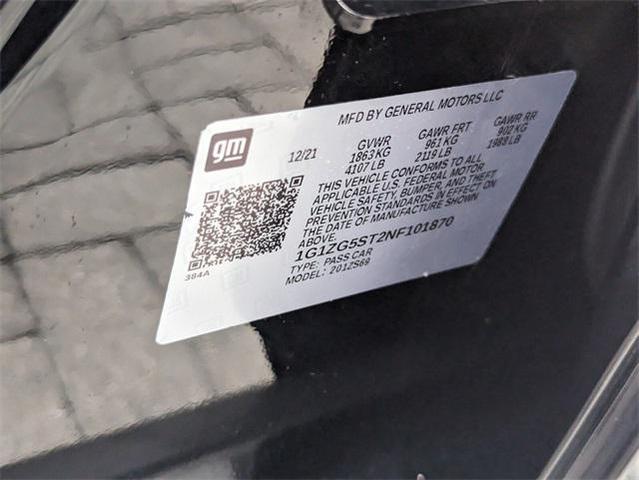 MFD BY GENERAL MOTORS LLC
gm
12/21
GVWR
1863 KG
4107 LB
GAWR FRT
961 KG
2119 LB
GAWR RR
902 KG
1988 LB
THIS VEHICLE CONFORMS TO ALL
APPLICABLE U.S. FEDERAL MOTOR
VEHICLE SAFETY, BUMPER, AND THEFT
PREVENTION STANDARDS IN EFFECT ON
THE DATE OF MANUFACTURE SHOWN
ABOVE.
1G1ZG5ST2NF101870
TYPE: PASS CAR
MODEL: 201ZS69
384A